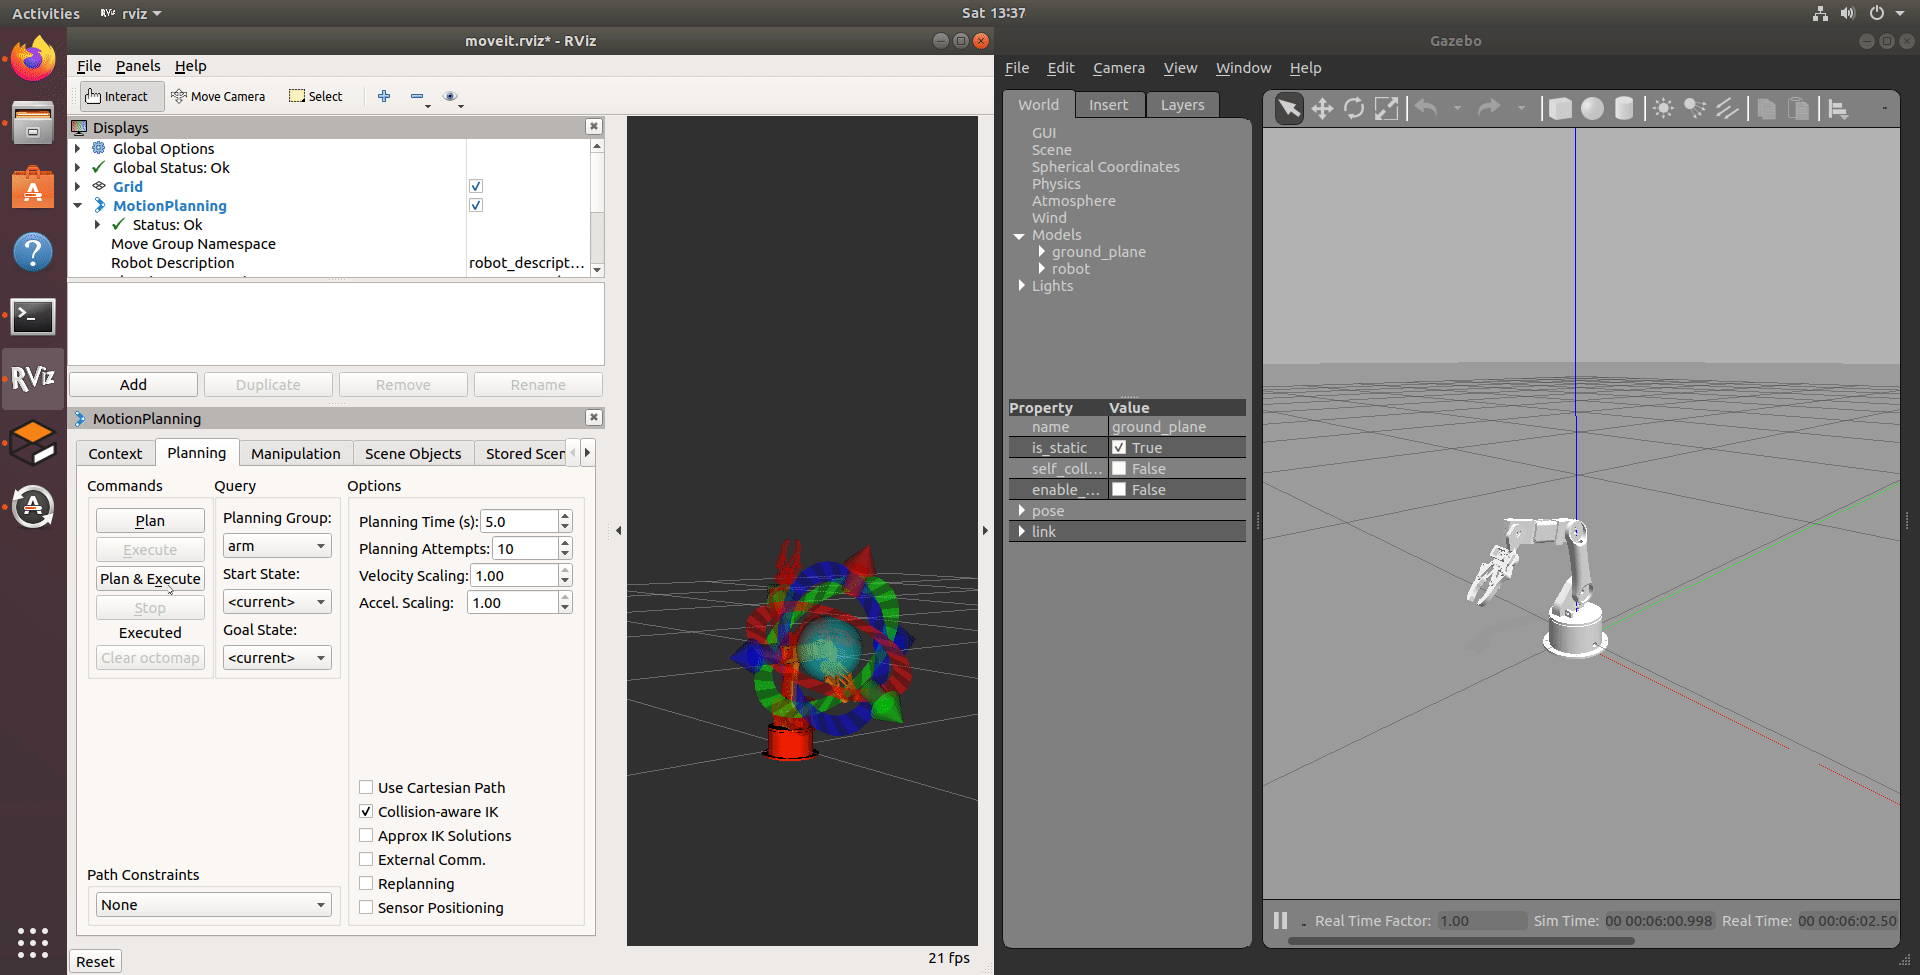 Activities
rviz
Sat 13:37
moveit.rviz* - RViz
File Panels Help
Interact Move Camera Select
Displays
Global Options
Global Status: Ok
Grid
MotionPlanning
Status: Ok
Move Group Namespace
Robot Description robot_descript...
Add Duplicate Remove Rename
MotionPlanning
Context Planning Manipulation Scene Objects Stored Scen
Commands
Plan
Execute
Plan & Execute
Stop
Executed
Clear octomap
Query
Planning Group:
arm
Start State:
<current>
Goal State:
<current>
Options
Planning Time (s): 5.0
Planning Attempts: 10
Velocity Scaling: 1.00
Accel. Scaling: 1.00
Use Cartesian Path
Collision-aware IK
Approx IK Solutions
External Comm.
Replanning
Sensor Positioning
Path Constraints
None
Reset
21 fps
RViz
Gazebo
File Edit Camera View Window Help
World Insert Layers
GUI
Scene
Spherical Coordinates
Physics
Atmosphere
Wind
Models
ground_plane
robot
Lights
Property Value
name ground_plane
is_static True
self_coll... False
enable_... False
pose
link
Real Time Factor: 1.00 Sim Time: 00 00:06:00.998 Real Time: 00 00:06:02.50